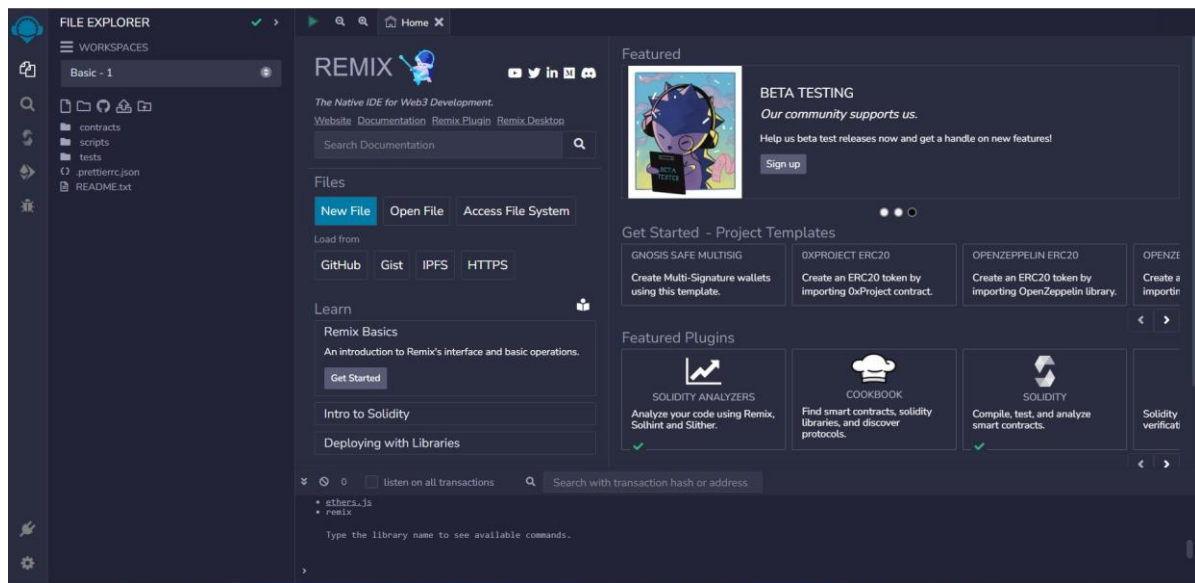 FILE EXPLORER
WORKSPACES
Basic - 1
contracts
scripts
tests
.prettierrc.json
README.txt
Home
REMIX
The Native IDE for Web3 Development.
Website Documentation Remix Plugin Remix Desktop
Search Documentation
Files
New File Open File Access File System
Load from
GitHub Gist IPFS HTTPS
Learn
Remix Basics
An introduction to Remix's interface and basic operations.
Get Started
Intro to Solidity
Deploying with Libraries
Featured
BETA TESTER
BETA TESTING
Our community supports us.
Help us beta test releases now and get a handle on new features!
Sign up
Get Started - Project Templates
GNOSIS SAFE MULTISIG
Create Multi-Signature wallets
using this template.
0XPROJECT ERC20
Create an ERC20 token by
importing 0xProject contract.
OPENZEPPELIN ERC20
Create an ERC20 token by
importing OpenZeppelin library.
OPENZE
Create a
importin
Featured Plugins
SOLIDITY ANALYZERS
Analyze your code using Remix,
Solhint and Slither.
COOKBOOK
Find smart contracts, solidity
libraries, and discover
protocols.
SOLIDITY
Compile, test, and analyze
smart contracts.
Solidity
verificati
0 listen on all transactions Search with transaction hash or address
• ethers.js
• remix
Type the library name to see available commands.
>